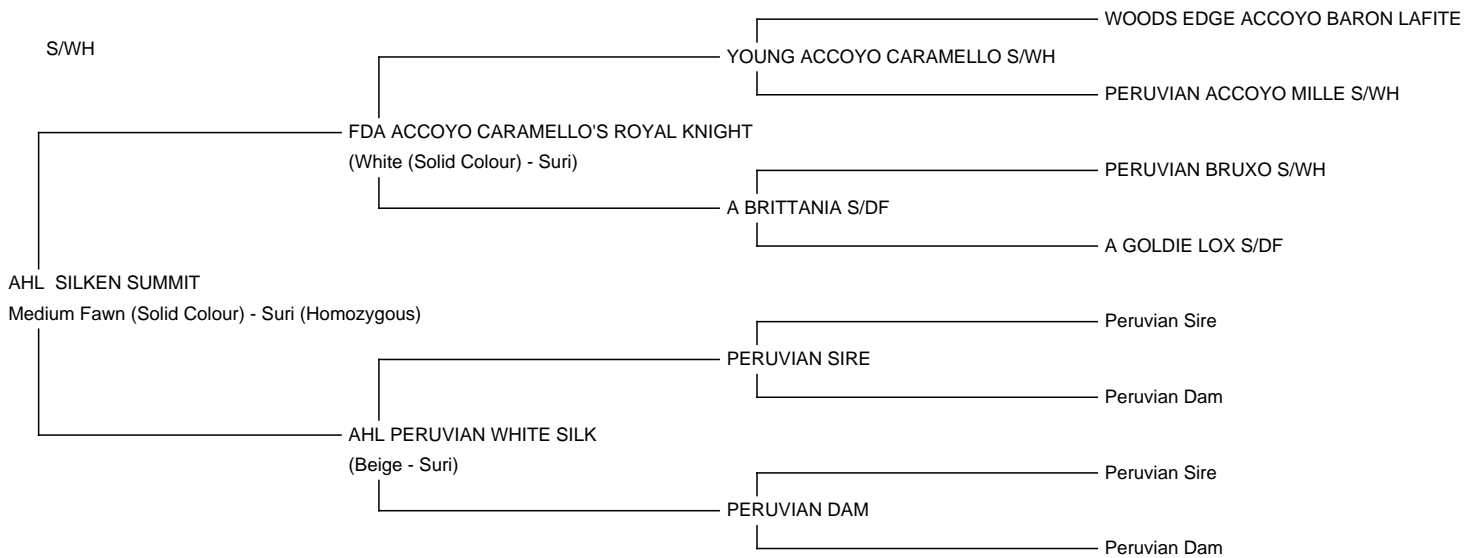 WOODS EDGE ACCOYO BARON LAFITE
S/WH
YOUNG ACCOYO CARAMELLO S/WH
PERUVIAN ACCOYO MILLE S/WH
FDA ACCOYO CARAMELLO'S ROYAL KNIGHT
(White (Solid Colour) - Suri)
PERUVIAN BRUXO S/WH
A BRITTANIA S/DF
A GOLDIE LOX S/DF
AHL  SILKEN SUMMIT
Medium Fawn (Solid Colour) - Suri (Homozygous)
Peruvian Sire
PERUVIAN SIRE
Peruvian Dam
AHL PERUVIAN WHITE SILK
(Beige - Suri)
Peruvian Sire
PERUVIAN DAM
Peruvian Dam